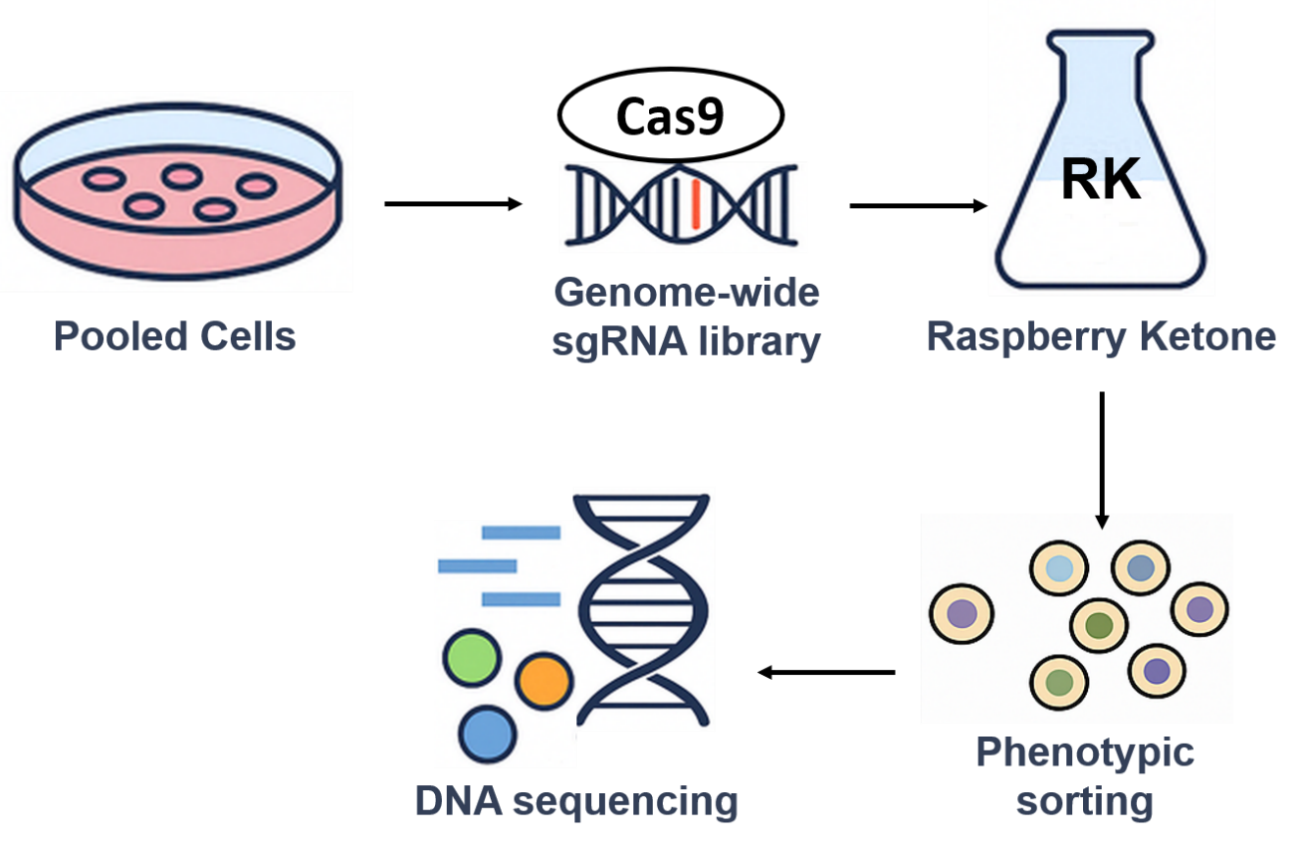 Pooled Cells
Cas9
Genome-wide
sgRNA library
RK
Raspberry Ketone
Phenotypic
sorting
DNA sequencing